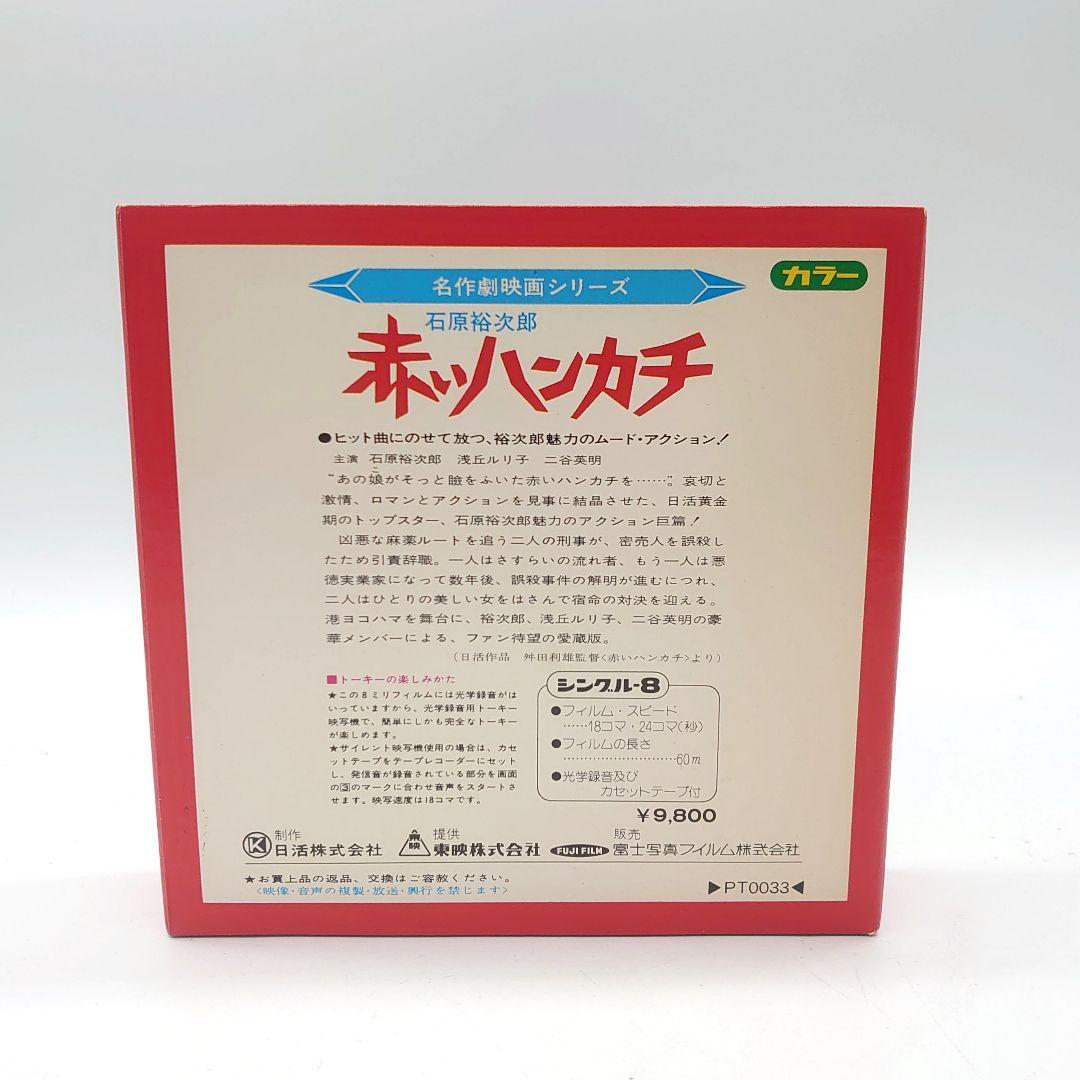 名作劇映画シリーズ
カラー
石原裕次郎
赤いハンカチ
●ヒット曲にのせて放つ、裕次郎魅力のムード・アクション!
主演 石原裕次郎 浅丘ルリ子 二谷英明
こ
“あの娘がそっと瞼をふいた赤いハンカチを……”。哀切と
激情、ロマンとアクションを見事に結晶させた、日活黄金
期のトップスター、石原裕次郎魅力のアクション巨篇!
凶悪な麻薬ルートを追う二人の刑事が、密売人を誤殺し
たため引責辞職。一人はさすらいの流れ者、もう一人は悪
徳実業家になって数年後、誤殺事件の解明が進むにつれ、
二人はひとりの美しい女をはさんで宿命の対決を迎える。
港ヨコハマを舞台に、裕次郎、浅丘ルリ子、二谷英明の豪
華メンバーによる、ファン待望の愛蔵版。
(日活作品 舛田利雄監督<赤いハンカチ>より)
■トーキーの楽しみかた
★この8ミリフィルムには光学録音がは
いっていますから、光学録音用トーキー
映写機で、簡単にしかも完全なトーキー
が楽しめます。
★サイレント映写機使用の場合は、カセ
ットテープをテープレコーダーにセット
し、発信音が録音されている部分を画面
の3のマークに合わせ音声をスタートさ
せます。映写速度は18コマです。
シングル-8
●フィルム・スピード
……18コマ・24コマ(秒)
●フィルムの長さ
……………………60m
●光学録音及び
カセットテープ付
¥9,800
制作 提供 販売
K 日活株式会社 東映 東映株式会社 FUJI FILM 富士写真フイルム株式会社
★お買上品の返品、交換はご容赦ください。
<映像・音声の複製・放送・興行を禁じます>
▶PT0033◀